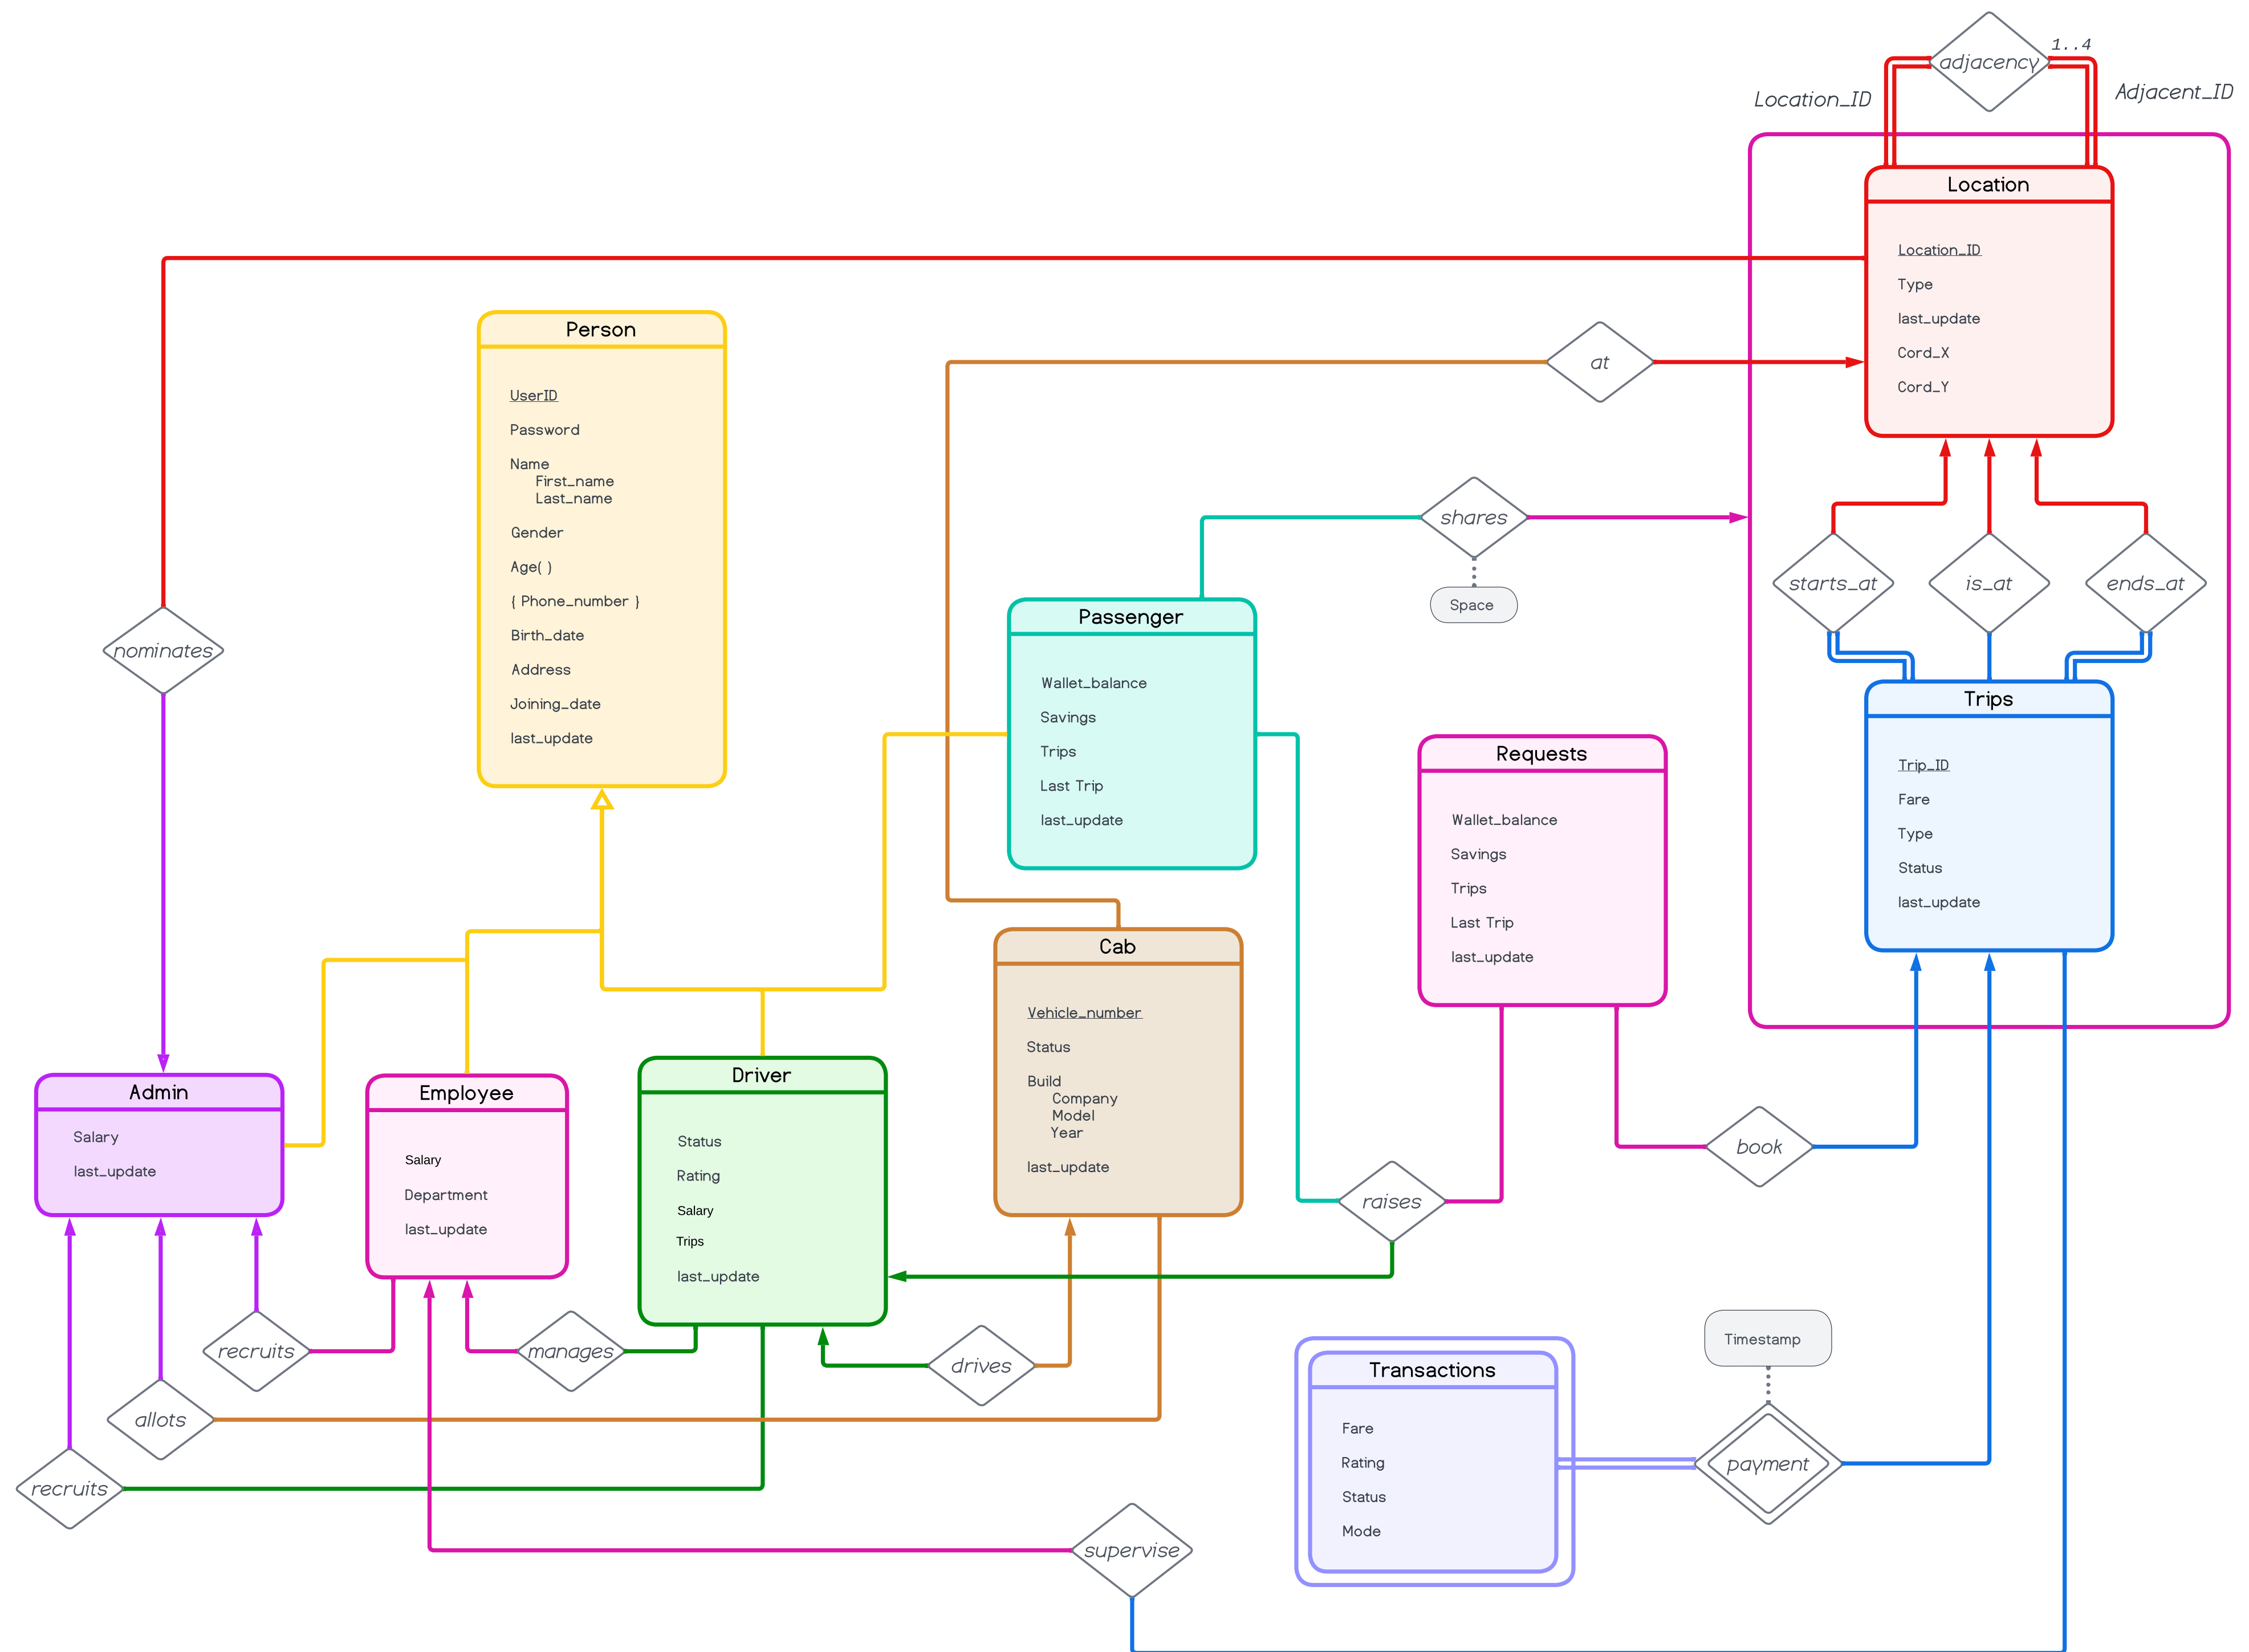 adjacency
1..4
Location_ID
Adjacent_ID
Location
Location_ID
Type
last_update
Cord_X
Cord_Y
Person
UserID
Password
Name
First_name
Last_name
Gender
Age( )
{ Phone_number }
Birth_date
Address
Joining_date
last_update
at
shares
Space
starts_at
is_at
ends_at
nominates
Passenger
Wallet_balance
Savings
Trips
Last Trip
last_update
Requests
Wallet_balance
Savings
Trips
Last Trip
last_update
Trips
Trip_ID
Fare
Type
Status
last_update
Cab
Vehicle_number
Status
Build
Company
Model
Year
last_update
Admin
Salary
last_update
Employee
Salary
Department
last_update
Driver
Status
Rating
Salary
Trips
last_update
book
raises
recruits
manages
drives
allots
recruits
Timestamp
Transactions
Fare
Rating
Status
Mode
payment
supervise